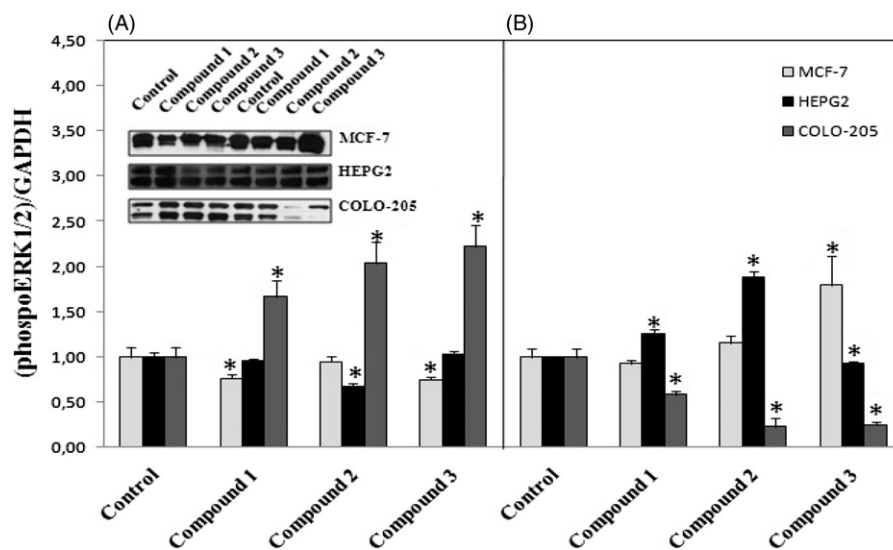 (A)
(B)
(phospoERK1/2)/GAPDH
4,50
4,00
3,50
3,00
2,50
2,00
1,50
1,00
0,50
0,00
Control
Compound 1
Compound 2
Compound 3
Control
Compound 1
Compound 2
Compound 3
MCF-7
HEPG2
COLO-205
MCF-7
HEPG2
COLO-205
*
*
*
*
*
*
*
*
*
*
*
*
*
Control
Compound 1
Compound 2
Compound 3
Control
Compound 1
Compound 2
Compound 3